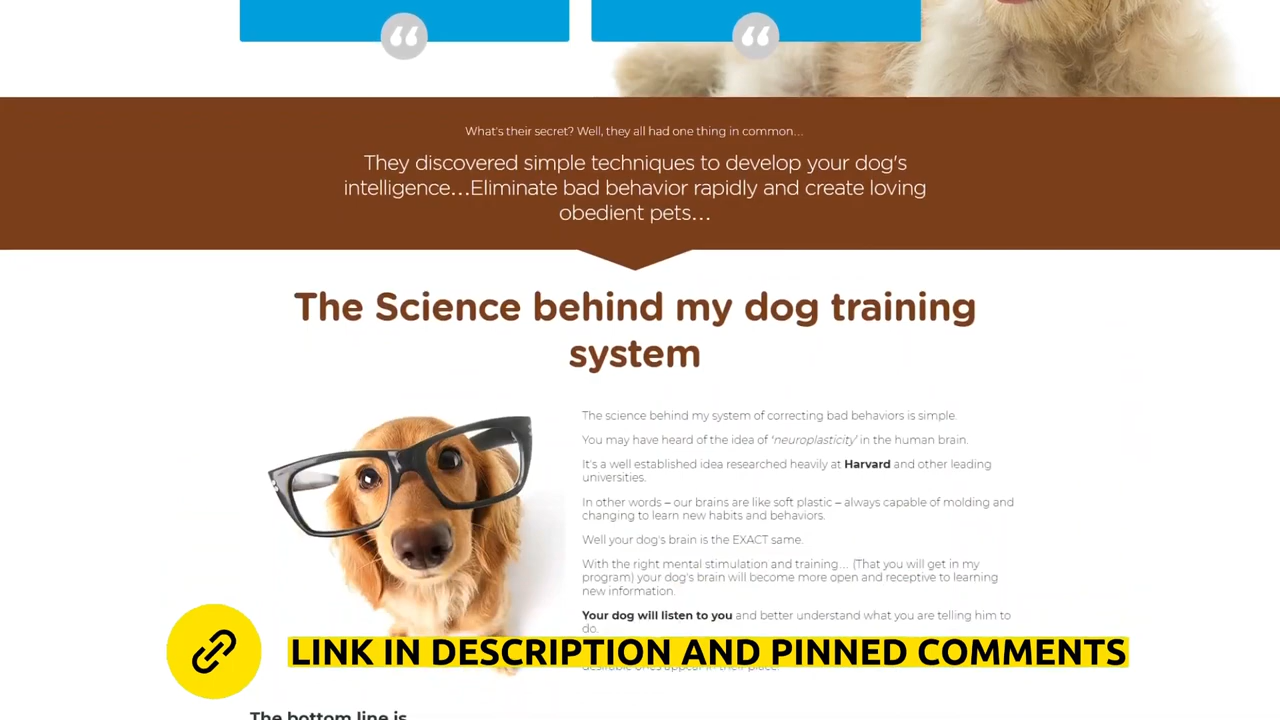 What's their secret? Well, they all had one thing in common...
They discovered simple techniques to develop your dog's
intelligence...Eliminate bad behavior rapidly and create loving
obedient pets...
The Science behind my dog training
system
The science behind my system of correcting bad behaviors is simple.
You may have heard of the idea of 'neuroplasticity' in the human brain.
It's a well established idea researched heavily at Harvard and other leading
universities.
In other words – our brains are like soft plastic – always capable of molding and
changing to learn new habits and behaviors.
Well your dog's brain is the EXACT same.
With the right mental stimulation and training... (That you will get in my
program) your dog's brain will become more open and receptive to learning
new information.
Your dog will listen to you and better understand what you are telling him to
do.
LINK IN DESCRIPTION AND PINNED COMMENTS
The bottom line is